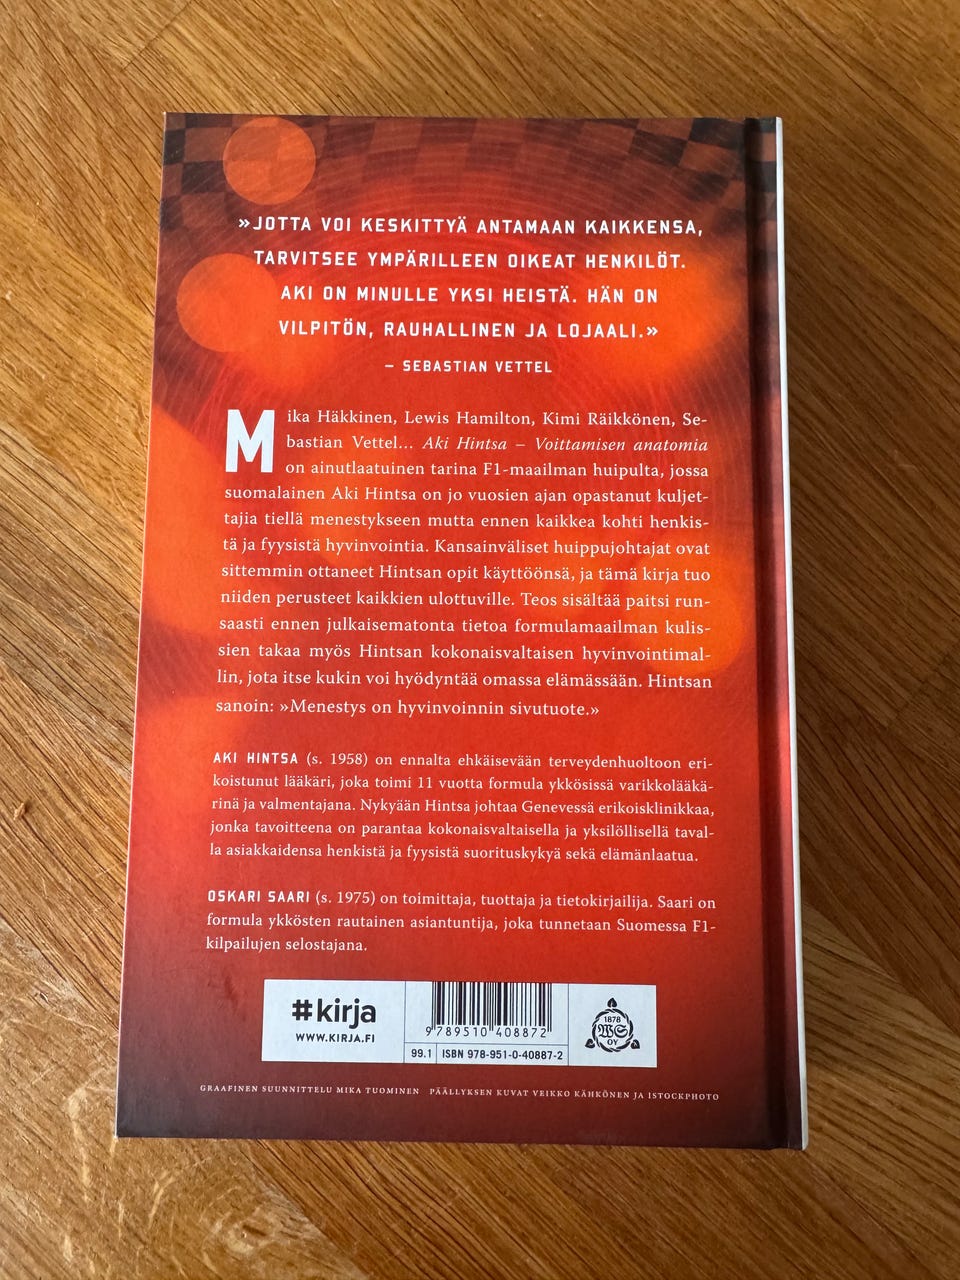 »JOTTA VOI KESKITTYÄ ANTAMAAN KAIKKENSA,
TARVITSEE YMPÄRILLEEN OIKEAT HENKILÖT.
AKI ON MINULLE YKSI HEISTÄ. HÄN ON
VILPITÖN, RAUHALLINEN JA LOJAALI.»
– SEBASTIAN VETTEL
Mika Häkkinen, Lewis Hamilton, Kimi Räikkönen, Se-
bastian Vettel... Aki Hintsa – Voittamisen anatomia
on ainutlaatuinen tarina F1-maailman huipulta, jossa
suomalainen Aki Hintsa on jo vuosien ajan opastanut kuljet-
tajia tiellä menestykseen mutta ennen kaikkea kohti henkis-
tä ja fyysistä hyvinvointia. Kansainväliset huippujohtajat ovat
sittemmin ottaneet Hintsan opit käyttöönsä, ja tämä kirja tuo
niiden perusteet kaikkien ulottuville. Teos sisältää paitsi run-
saasti ennen julkaisematonta tietoa formulamaailman kulis-
sien takaa myös Hintsan kokonaisvaltaisen hyvinvointimal-
lin, jota itse kukin voi hyödyntää omassa elämässään. Hintsan
sanoin: »Menestys on hyvinvoinnin sivutuote.»
AKI HINTSA (s. 1958) on ennalta ehkäisevään terveydenhuoltoon eri-
koistunut lääkäri, joka toimi 11 vuotta formula ykkösissä varikkolääkä-
rinä ja valmentajana. Nykyään Hintsa johtaa Genevessä erikoisklinikkaa,
jonka tavoitteena on parantaa kokonaisvaltaisella ja yksilöllisellä taval-
la asiakkaidensa henkistä ja fyysistä suorituskykyä sekä elämänlaatua.
OSKARI SAARI (s. 1975) on toimittaja, tuottaja ja tietokirjailija. Saari on
formula ykkösten rautainen asiantuntija, joka tunnetaan Suomessa F1-
kilpailujen selostajana.
#kirja
WWW.KIRJA.FI
9 789510 408872
99.1 ISBN 978-951-0-40887-2
1878
WS
OY
GRAAFINEN SUUNNITTELU MIKA TUOMINEN PÄÄLLYKSEN KUVAT VEIKKO KÄHKÖNEN JA ISTOCKPHOTO